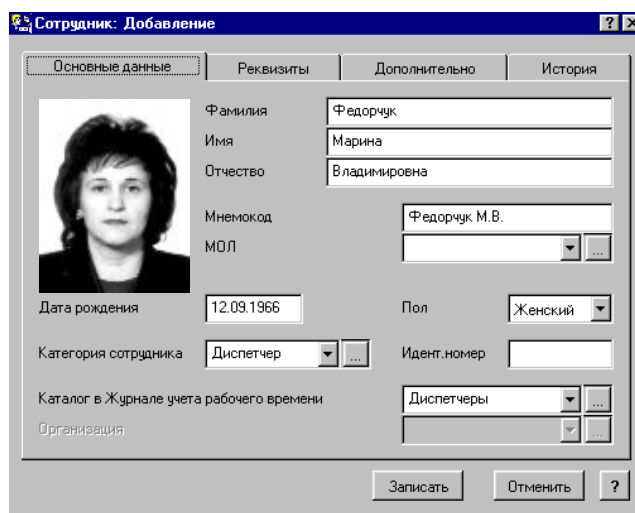 Сотрудник: Добавление
Основные данные Реквизиты Дополнительно История
Фамилия Федорчук
Имя Марина
Отчество Владимировна
Мнемокод Федорчук М.В.
МОЛ ...
Дата рождения 12.09.1966 Пол Женский
Категория сотрудника Диспетчер ... Идент.номер
Каталог в Журнале учета рабочего времени Диспетчеры ...
Организация ...
Записать Отменить ?